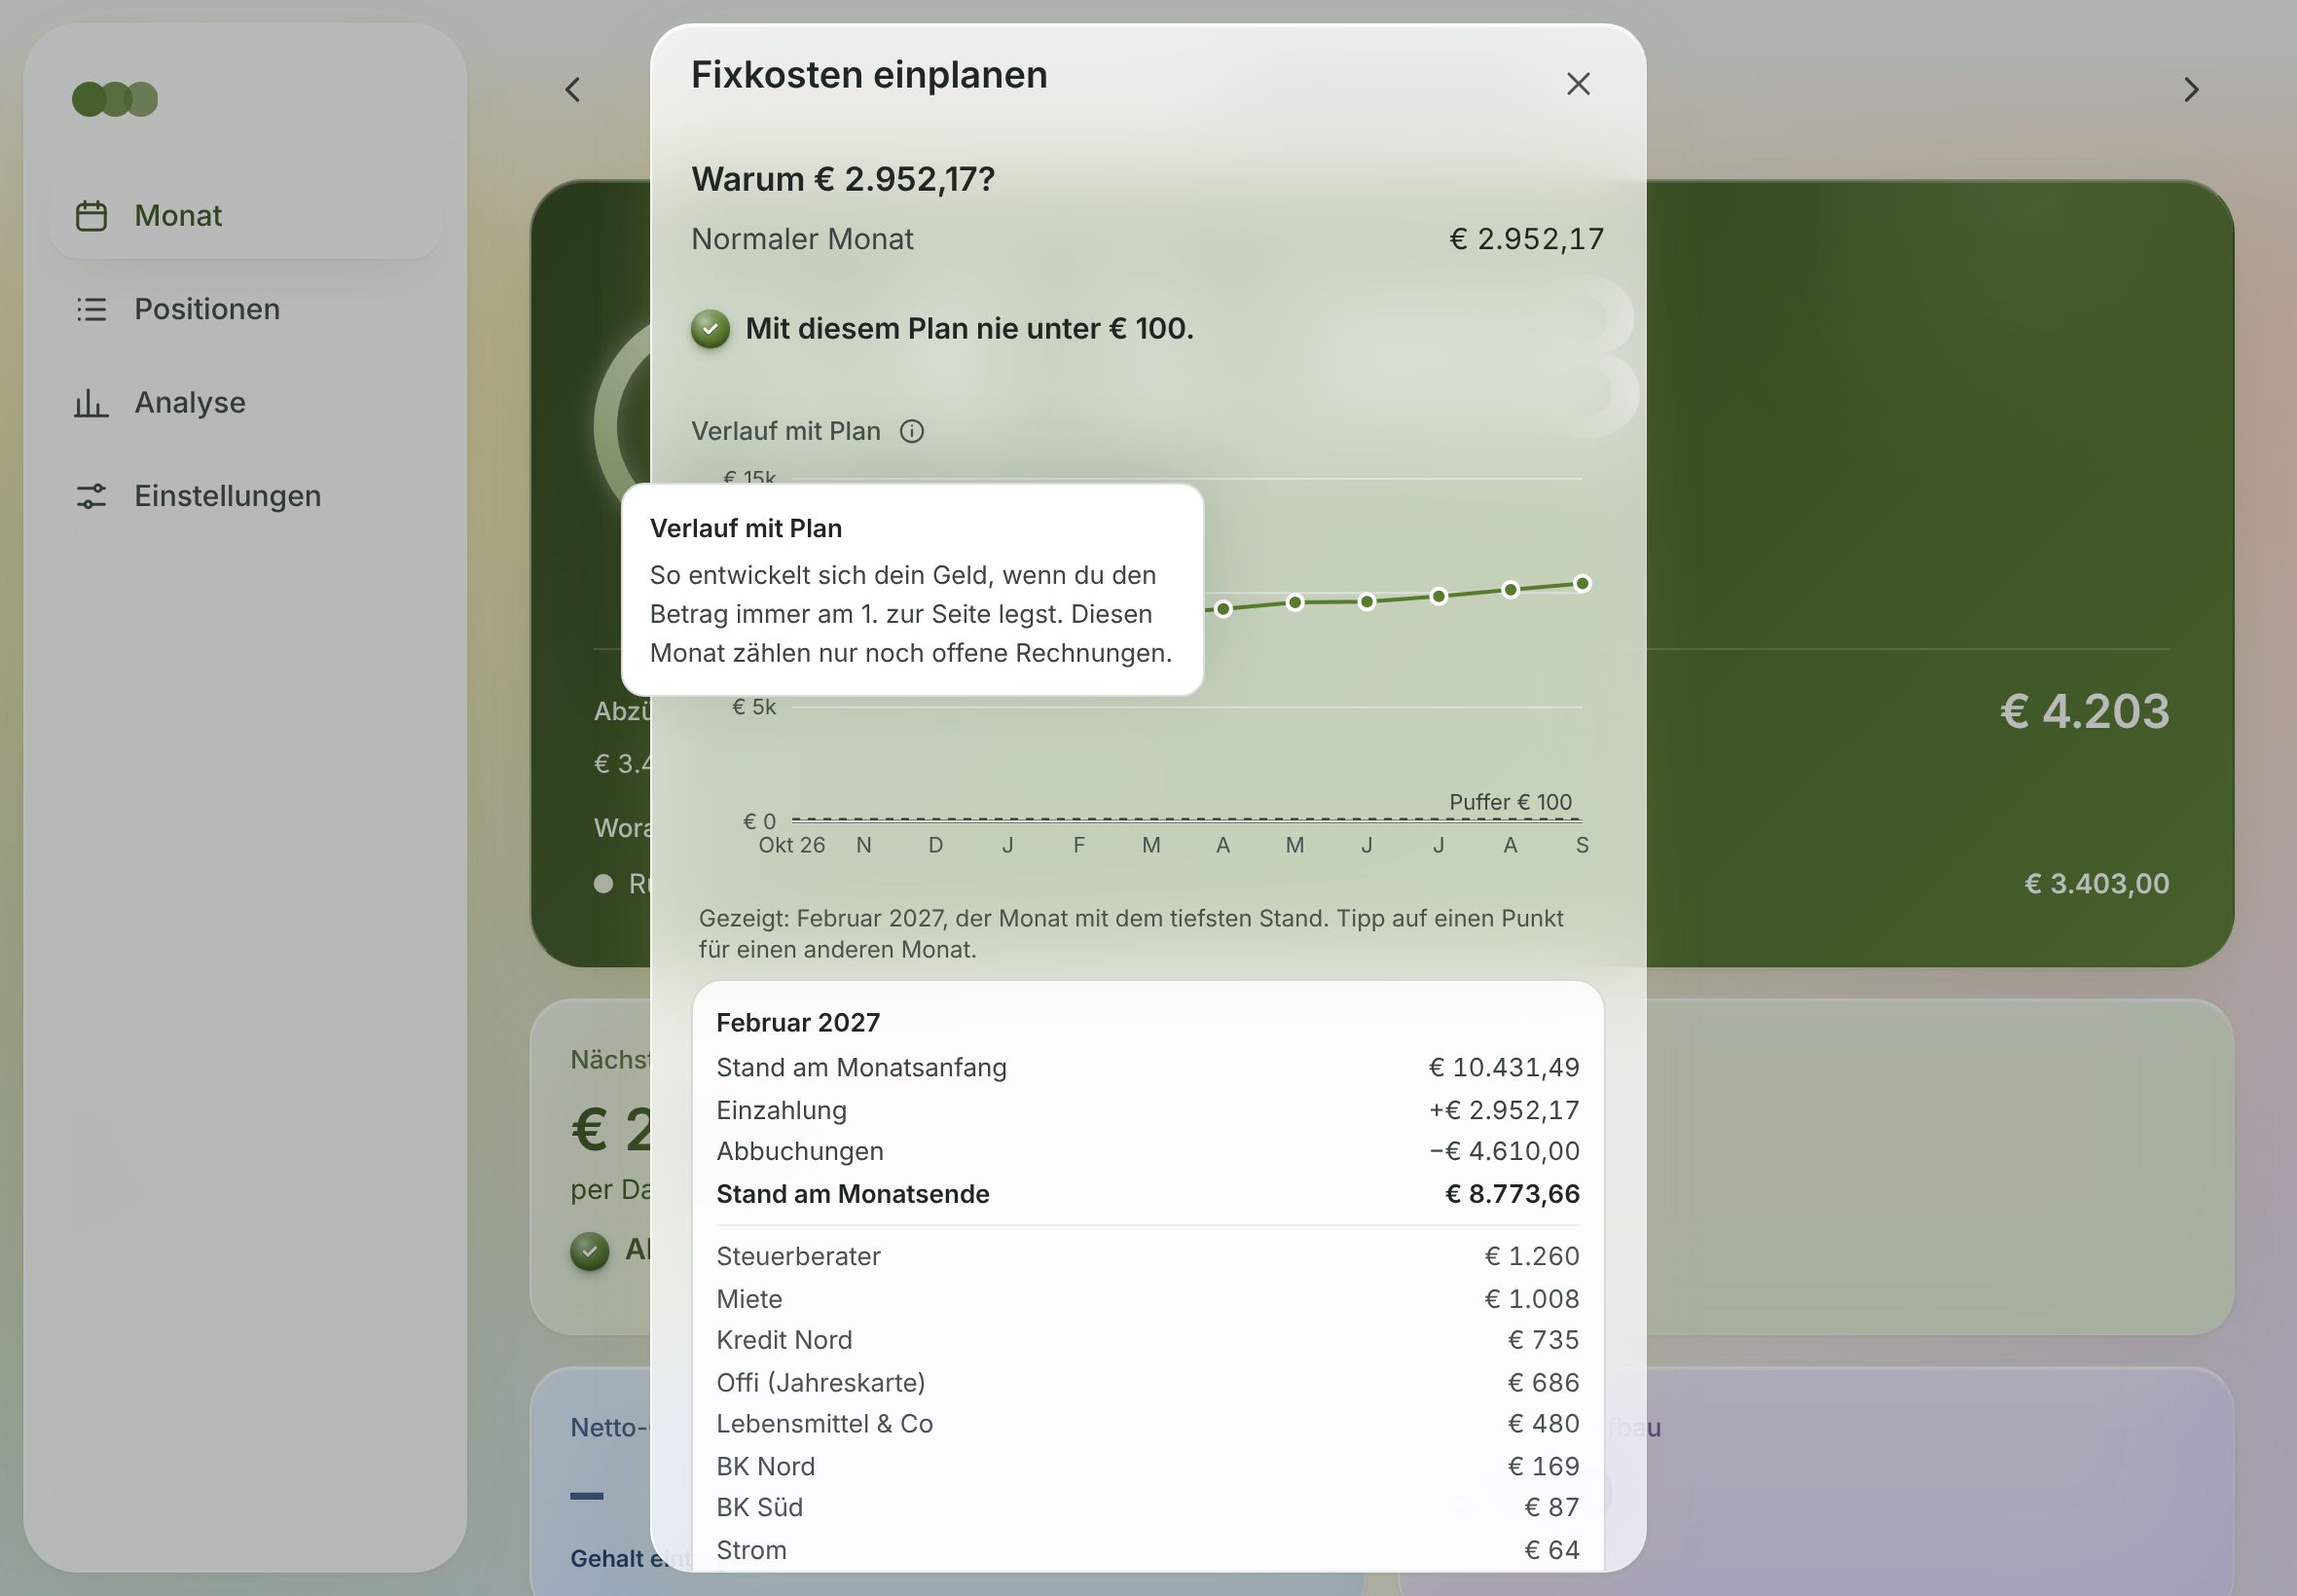 Monat
Positionen
Analyse
Einstellungen
Fixkosten einplanen
Warum € 2.952,17?
Normaler Monat € 2.952,17
Mit diesem Plan nie unter € 100.
Verlauf mit Plan
€ 15k
Verlauf mit Plan
So entwickelt sich dein Geld, wenn du den
Betrag immer am 1. zur Seite legst. Diesen
Monat zählen nur noch offene Rechnungen.
€ 5k
Puffer € 100
€ 0
Okt 26 N D J F M A M J J A S
€ 4.203
€ 3.403,00
Gezeigt: Februar 2027, der Monat mit dem tiefsten Stand. Tipp auf einen Punkt
für einen anderen Monat.
Februar 2027
Stand am Monatsanfang € 10.431,49
Einzahlung +€ 2.952,17
Abbuchungen −€ 4.610,00
Stand am Monatsende € 8.773,66
Steuerberater € 1.260
Miete € 1.008
Kredit Nord € 735
Offi (Jahreskarte) € 686
Lebensmittel & Co € 480
BK Nord € 169
BK Süd € 87
Strom € 64
per
Netto-
Gehalt